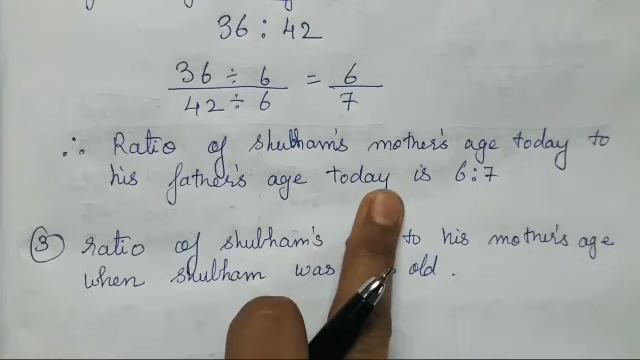 36 : 42
36 ÷ 6 / 42 ÷ 6 = 6 / 7
∴ Ratio of Shubham's mother's age today to
his father's age today is 6:7
③ ratio of shubham's to his mother's age
when shubham was old .